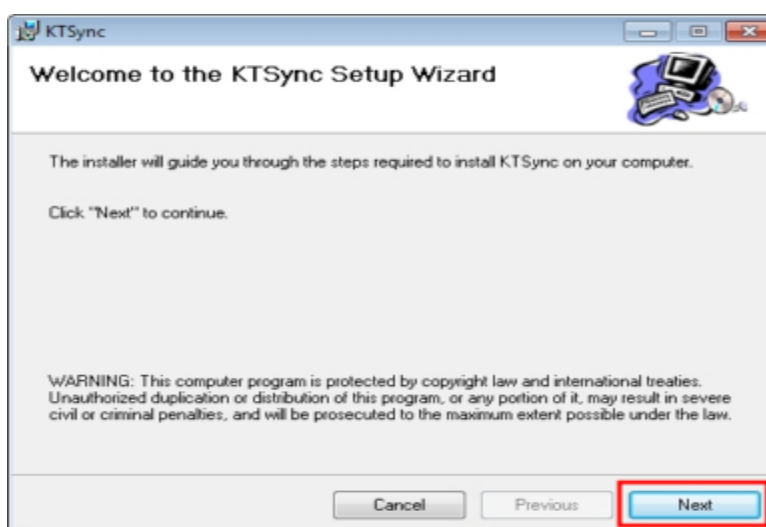 KTSync
Welcome to the KTSync Setup Wizard
The installer will guide you through the steps required to install KTSync on your computer.
Click "Next" to continue.
WARNING: This computer program is protected by copyright law and international treaties.
Unauthorized duplication or distribution of this program, or any portion of it, may result in severe
civil or criminal penalties, and will be prosecuted to the maximum extent possible under the law.
Cancel Previous Next